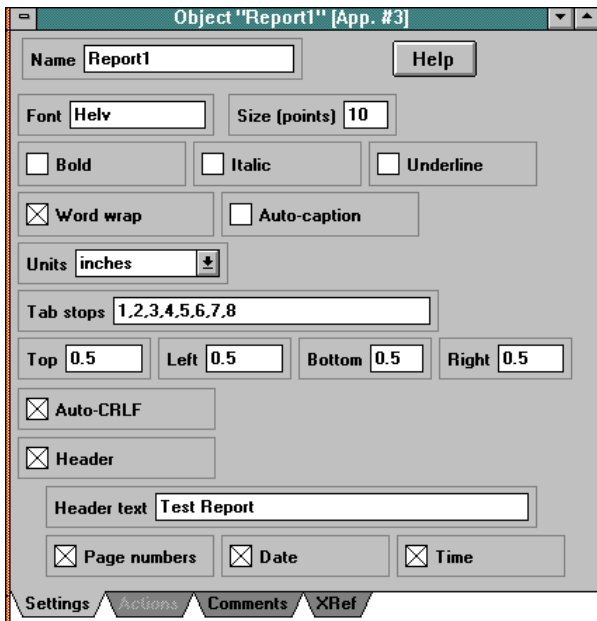 Object "Report1" [App. #3]
Name Report1 Help
Font Helv Size (points) 10
Bold Italic Underline
Word wrap Auto-caption
Units inches
Tab stops 1,2,3,4,5,6,7,8
Top 0.5 Left 0.5 Bottom 0.5 Right 0.5
Auto-CRLF
Header
Header text Test Report
Page numbers Date Time
Settings Actions Comments XRef